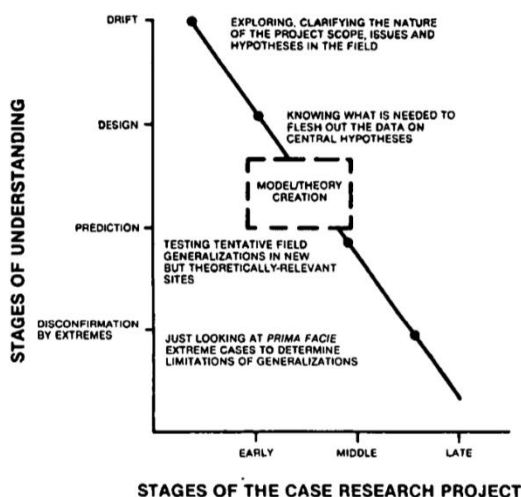 DRIFT
EXPLORING, CLARIFYING THE NATURE
OF THE PROJECT SCOPE, ISSUES AND
HYPOTHESES IN THE FIELD
DESIGN
KNOWING WHAT IS NEEDED TO
FLESH OUT THE DATA ON
CENTRAL HYPOTHESES
MODEL/THEORY
CREATION
STAGES OF UNDERSTANDING
PREDICTION
TESTING TENTATIVE FIELD
GENERALIZATIONS IN NEW
BUT THEORETICALLY-RELEVANT
SITES
DISCONFIRMATION
BY EXTREMES
JUST LOOKING AT PRIMA FACIE
EXTREME CASES TO DETERMINE
LIMITATIONS OF GENERALIZATIONS
EARLY
MIDDLE
LATE
STAGES OF THE CASE RESEARCH PROJECT